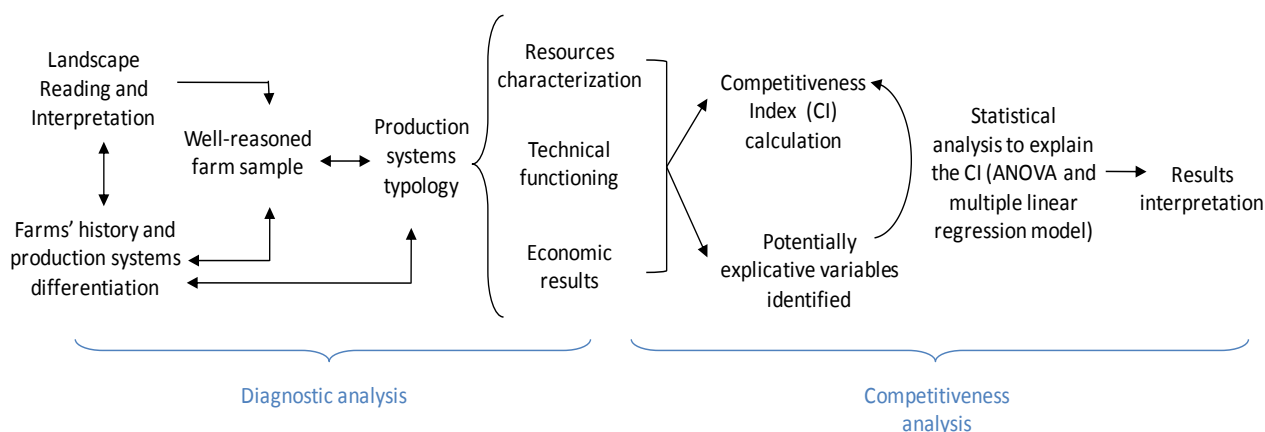 Landscape
Reading and
Interpretation
Farms’ history and
production systems
differentiation
Well-reasoned
farm sample
Production
systems
typology
Resources
characterization
Technical
functioning
Economic
results
Competitiveness
Index (CI)
calculation
Potentially
explicative variables
identified
Statistical
analysis to explain
the CI (ANOVA and
multiple linear
regression model)
Results
interpretation
Diagnostic analysis
Competitiveness
analysis